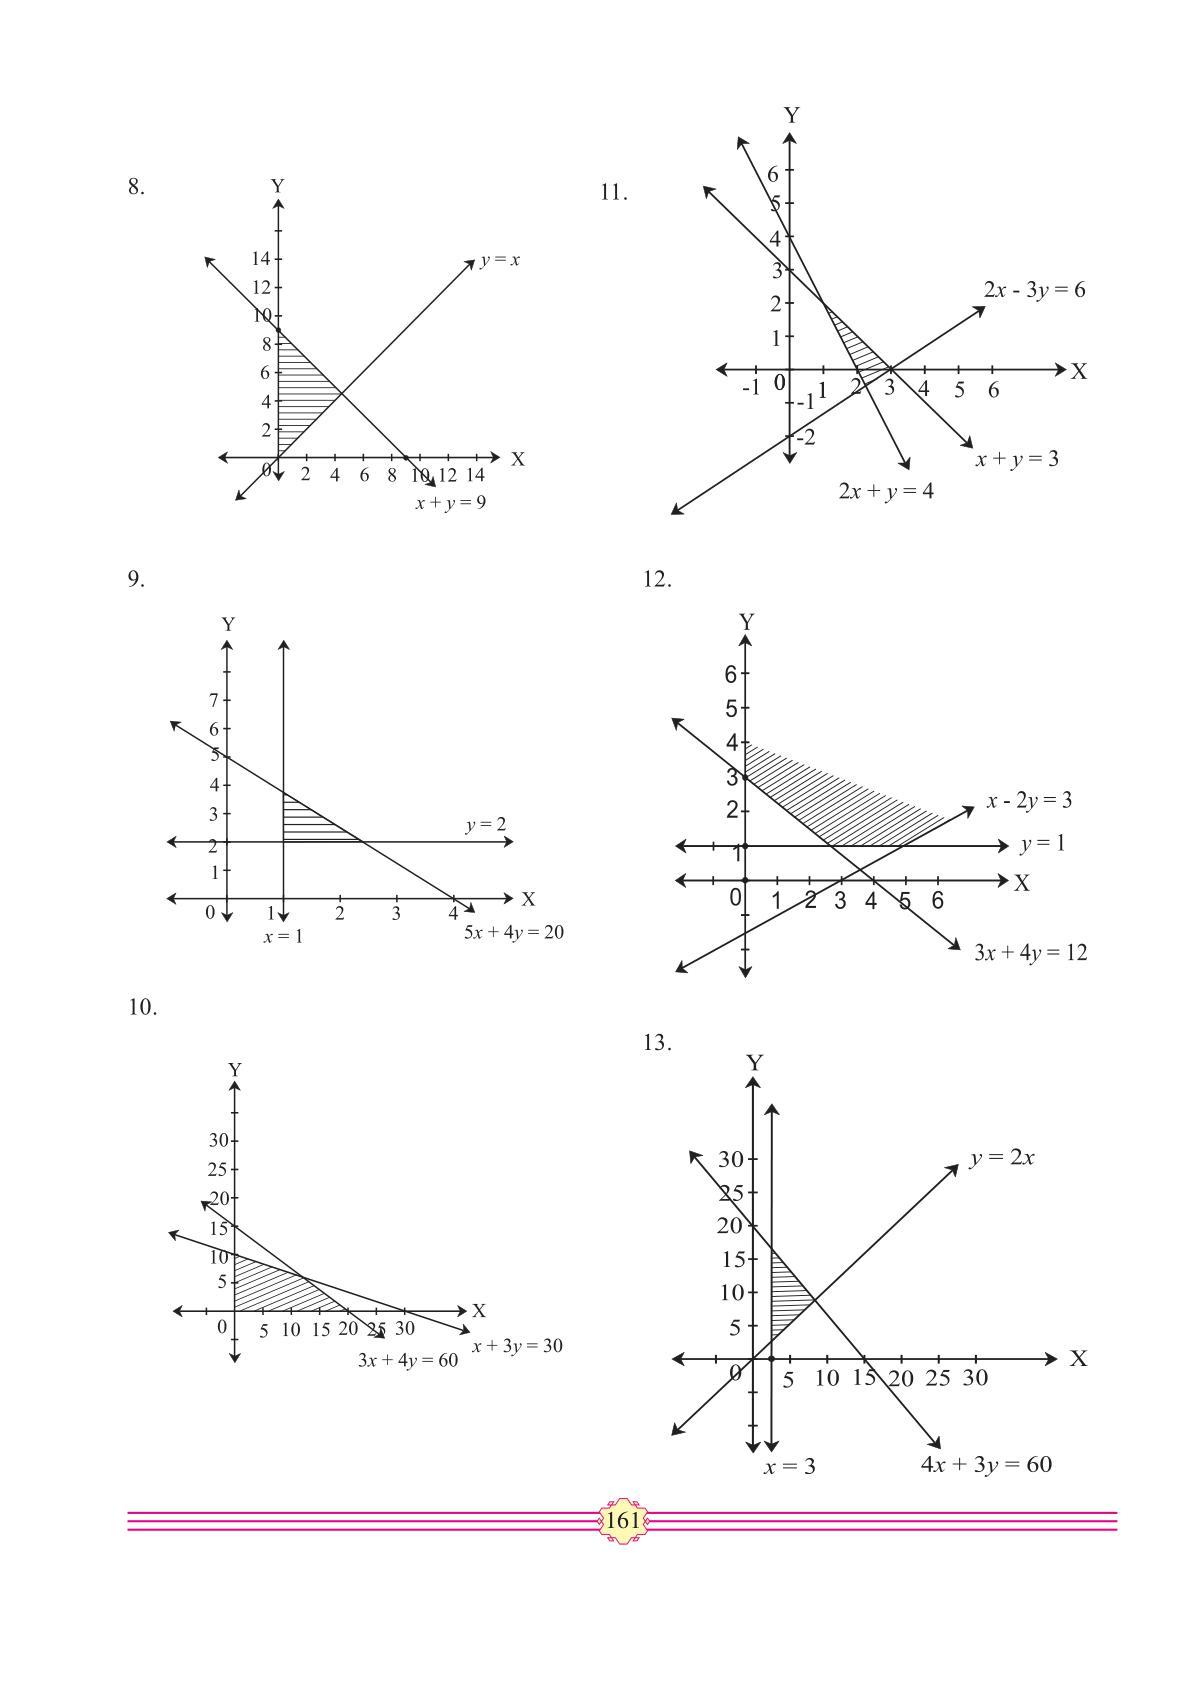 8.
Y
14
12
10
8
6
4
2
0
2 4 6 8 10 12 14
X
y = x
x + y = 9
9.
Y
7
6
5
4
3
2
1
0 1 2 3 4
X
y = 2
x = 1
5x + 4y = 20
10.
Y
30
25
20
15
10
5
0 5 10 15 20 25 30
X
x + 3y = 30
3x + 4y = 60
11.
Y
6
5
4
3
2
1
-1 0 1 2 3 4 5 6
X
-1
-2
2x - 3y = 6
x + y = 3
2x + y = 4
12.
Y
6
5
4
3
2
1
0 1 2 3 4 5 6
X
x - 2y = 3
y = 1
3x + 4y = 12
13.
Y
30
25
20
15
10
5
0 5 10 15 20 25 30
X
y = 2x
x = 3
4x + 3y = 60
161